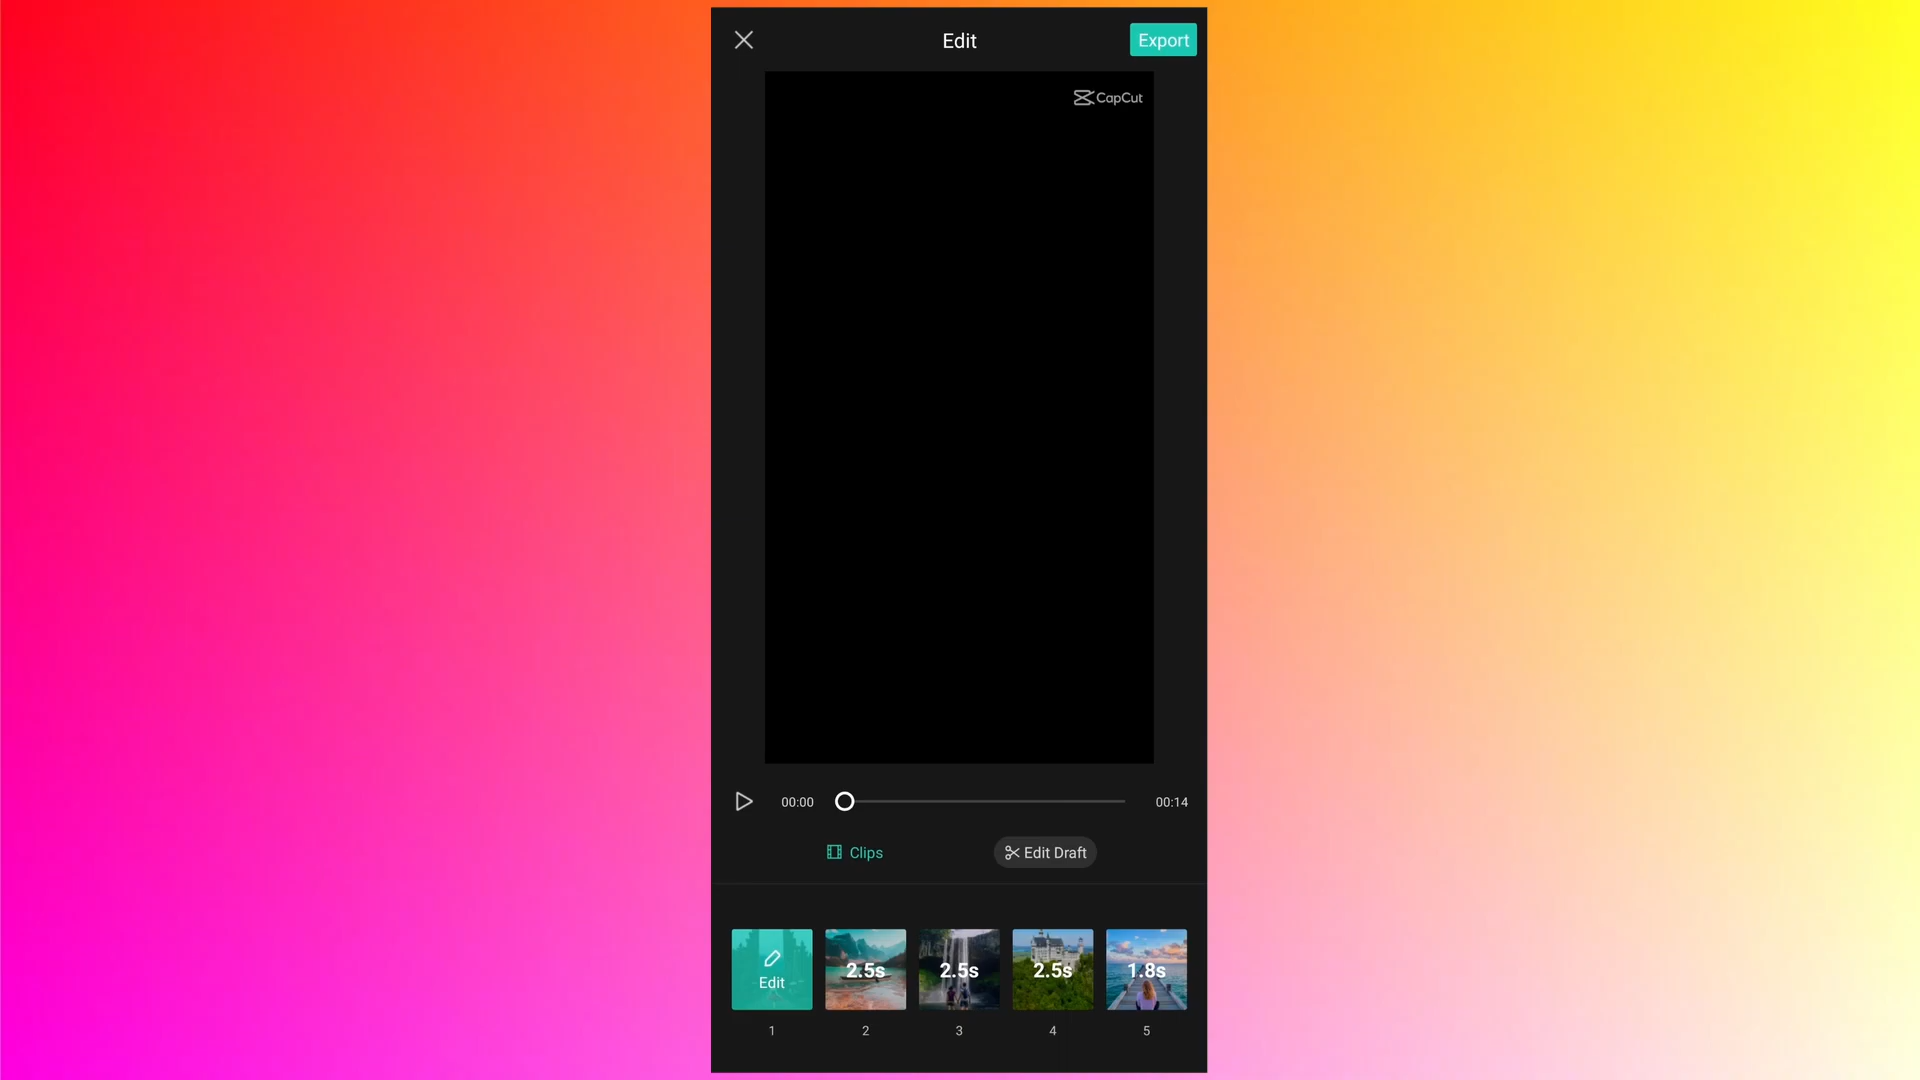 Edit
Export
CapCut
00:00
00:14
Clips
Edit Draft
Edit
2.5s
2.5s
2.5s
1.8s
1
2
3
4
5